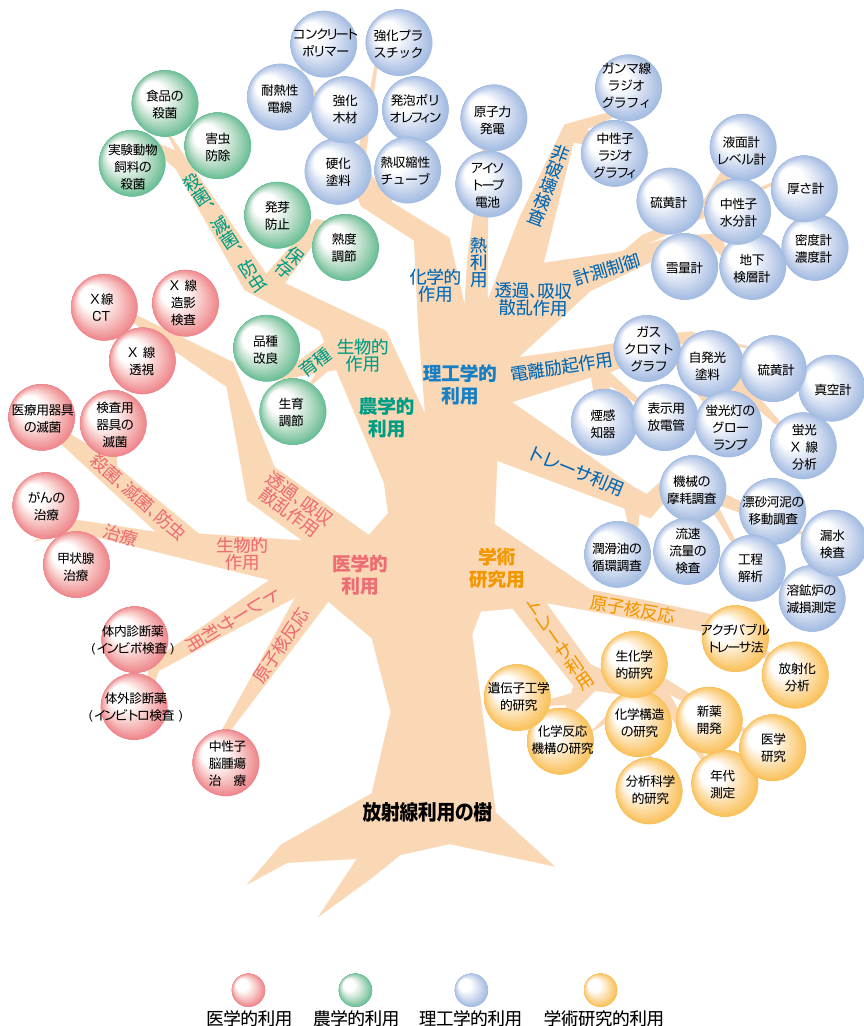 コンクリート
ポリマー
強化プラ
スチック
耐熱性
電線
強化
木材
発泡ポリ
オレフィン
硬化
塗料
熱収縮性
チューブ
化学的
作用
原子力
発電
アイソ
トープ
電池
熱利用
ガンマ線
ラジオ
グラフィ
中性子
ラジオ
グラフィ
非破壊検査
液面計
レベル計
硫黄計
中性子
水分計
厚さ計
雪量計
地下
検層計
密度計
濃度計
計測制御
透過、吸収
散乱作用
理工学的
利用
電離励起作用
ガス
クロマト
グラフ
自発光
塗料
硫黄計
真空計
煙感
知器
表示用
放電管
蛍光灯の
グロー
ランプ
蛍光
X 線
分析
トレーサ利用
機械の
摩耗調査
漂砂河泥の
移動調査
漏水
検査
潤滑油の
循環調査
流速
流量の
検査
工程
解析
溶鉱炉の
減損測定
食品の
殺菌
害虫
防除
実験動物
飼料の
殺菌
殺菌、滅菌、防虫
発芽
防止
熟度
調節
保存
品種
改良
生育
調節
育種
生物的
作用
農学的
利用
X線
CT
X 線
造影
検査
X 線
透視
透過、吸収
散乱作用
医療用器具
の滅菌
検査用
器具の
滅菌
殺菌、滅菌、防虫
がんの
治療
甲状腺
治療
治療
生物的
作用
医学的
利用
体内診断薬
(インビボ検査)
体外診断薬
(インビトロ検査 )
トレーサ利用
中性子
脳腫瘍
治 療
原子核反応
学術
研究用
原子核反応
アクチバブル
トレーサ法
放射化
分析
トレーサ利用
生化学
的研究
遺伝子工学
的研究
化学反応
機構の研究
化学構造
の研究
新薬
開発
医学
研究
分析科学
的研究
年代
測定
放射線利用の樹
医学的利用
農学的利用
理工学的利用
学術研究的利用